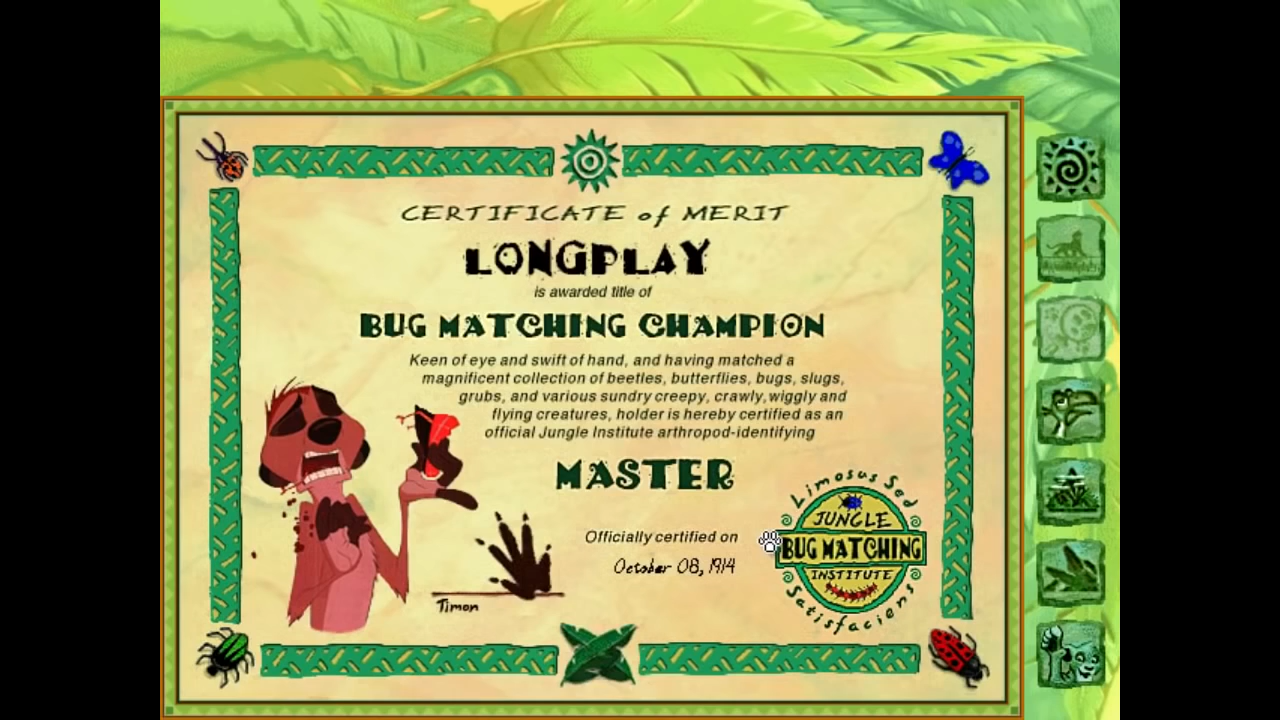 CERTIFICATE of MERIT
LONGPLAY
is awarded title of
BUG MATCHING CHAMPION
Keen of eye and swift of hand, and having matched a
magnificent collection of beetles, butterflies, bugs, slugs,
grubs, and various sundry creepy, crawly,wiggly and
flying creatures, holder is hereby certified as an
official Jungle Institute arthropod-identifying
MASTER
Officially certified on
October 08, 1914
Timon
Limosus Sed
JUNGLE
BUG MATCHING
INSTITUTE
Satisfaciens